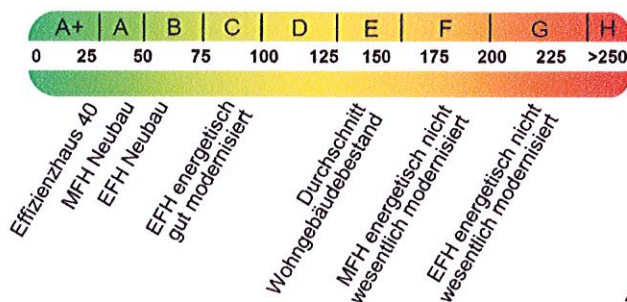 A+ A B C D E F G H
0 25 50 75 100 125 150 175 200 225 >250
Effizienzhaus 40
MFH Neubau
EFH Neubau
EFH energetisch
gut modernisiert
Durchschnitt
Wohngebäudebestand
MFH energetisch nicht
wesentlich modernisiert
EFH energetisch nicht
wesentlich modernisiert